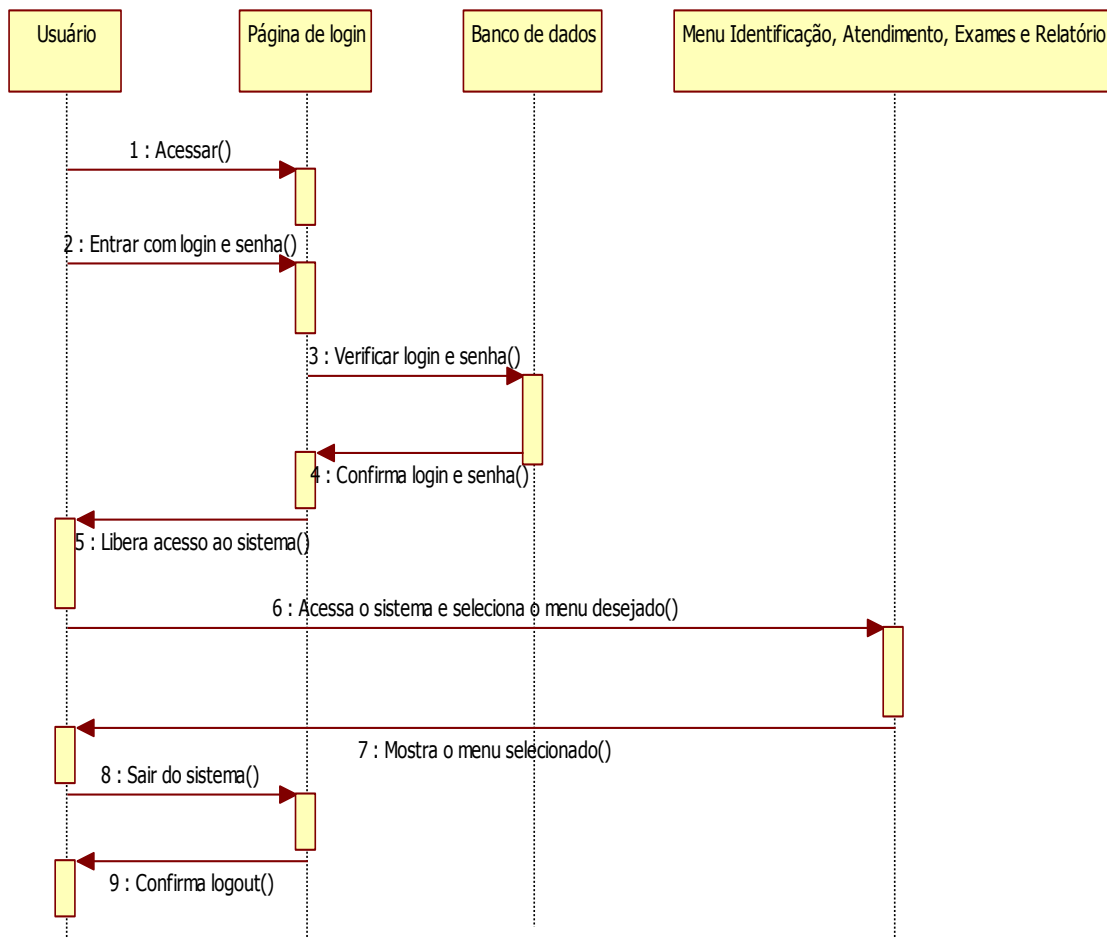 Usuário
Página de login
Banco de dados
Menu Identificação, Atendimento, Exames e Relatório
1 : Acessar()
2 : Entrar com login e senha()
3 : Verificar login e senha()
4 : Confirma login e senha()
5 : Libera acesso ao sistema()
6 : Acessa o sistema e seleciona o menu desejado()
7 : Mostra o menu selecionado()
8 : Sair do sistema()
9 : Confirma logout()